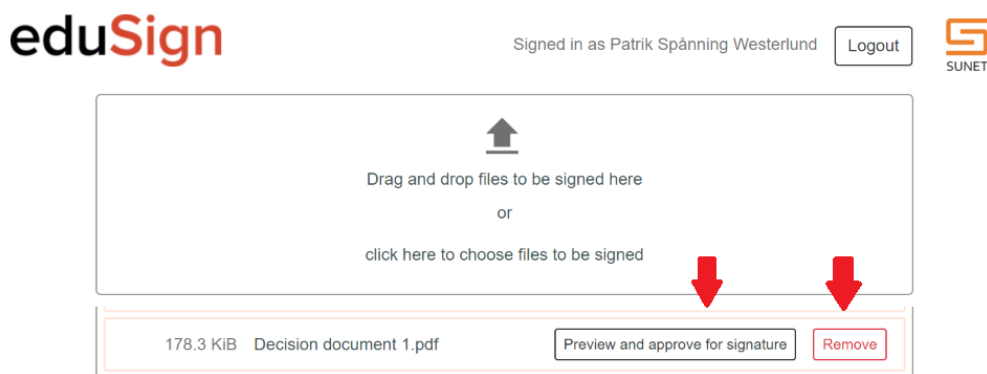 eduSign
Signed in as Patrik Spånning Westerlund Logout
SUNET
Drag and drop files to be signed here
or
click here to choose files to be signed
178.3 KiB Decision document 1.pdf Preview and approve for signature Remove